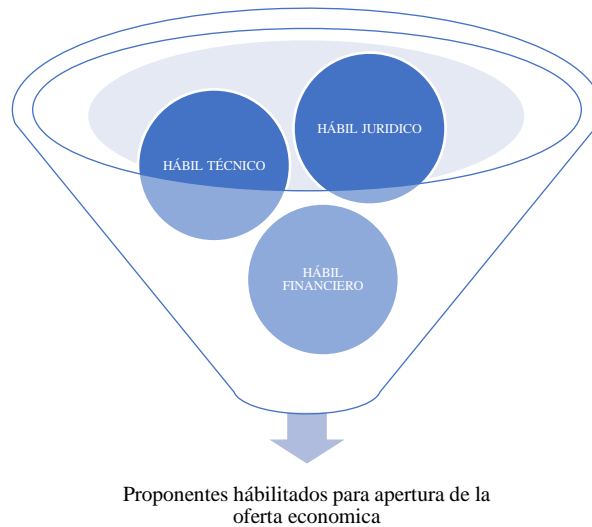 HÁBIL JURIDICO
HÁBIL TÉCNICO
HÁBIL
FINANCIERO
Proponentes hábilitados para apertura de la
oferta economica